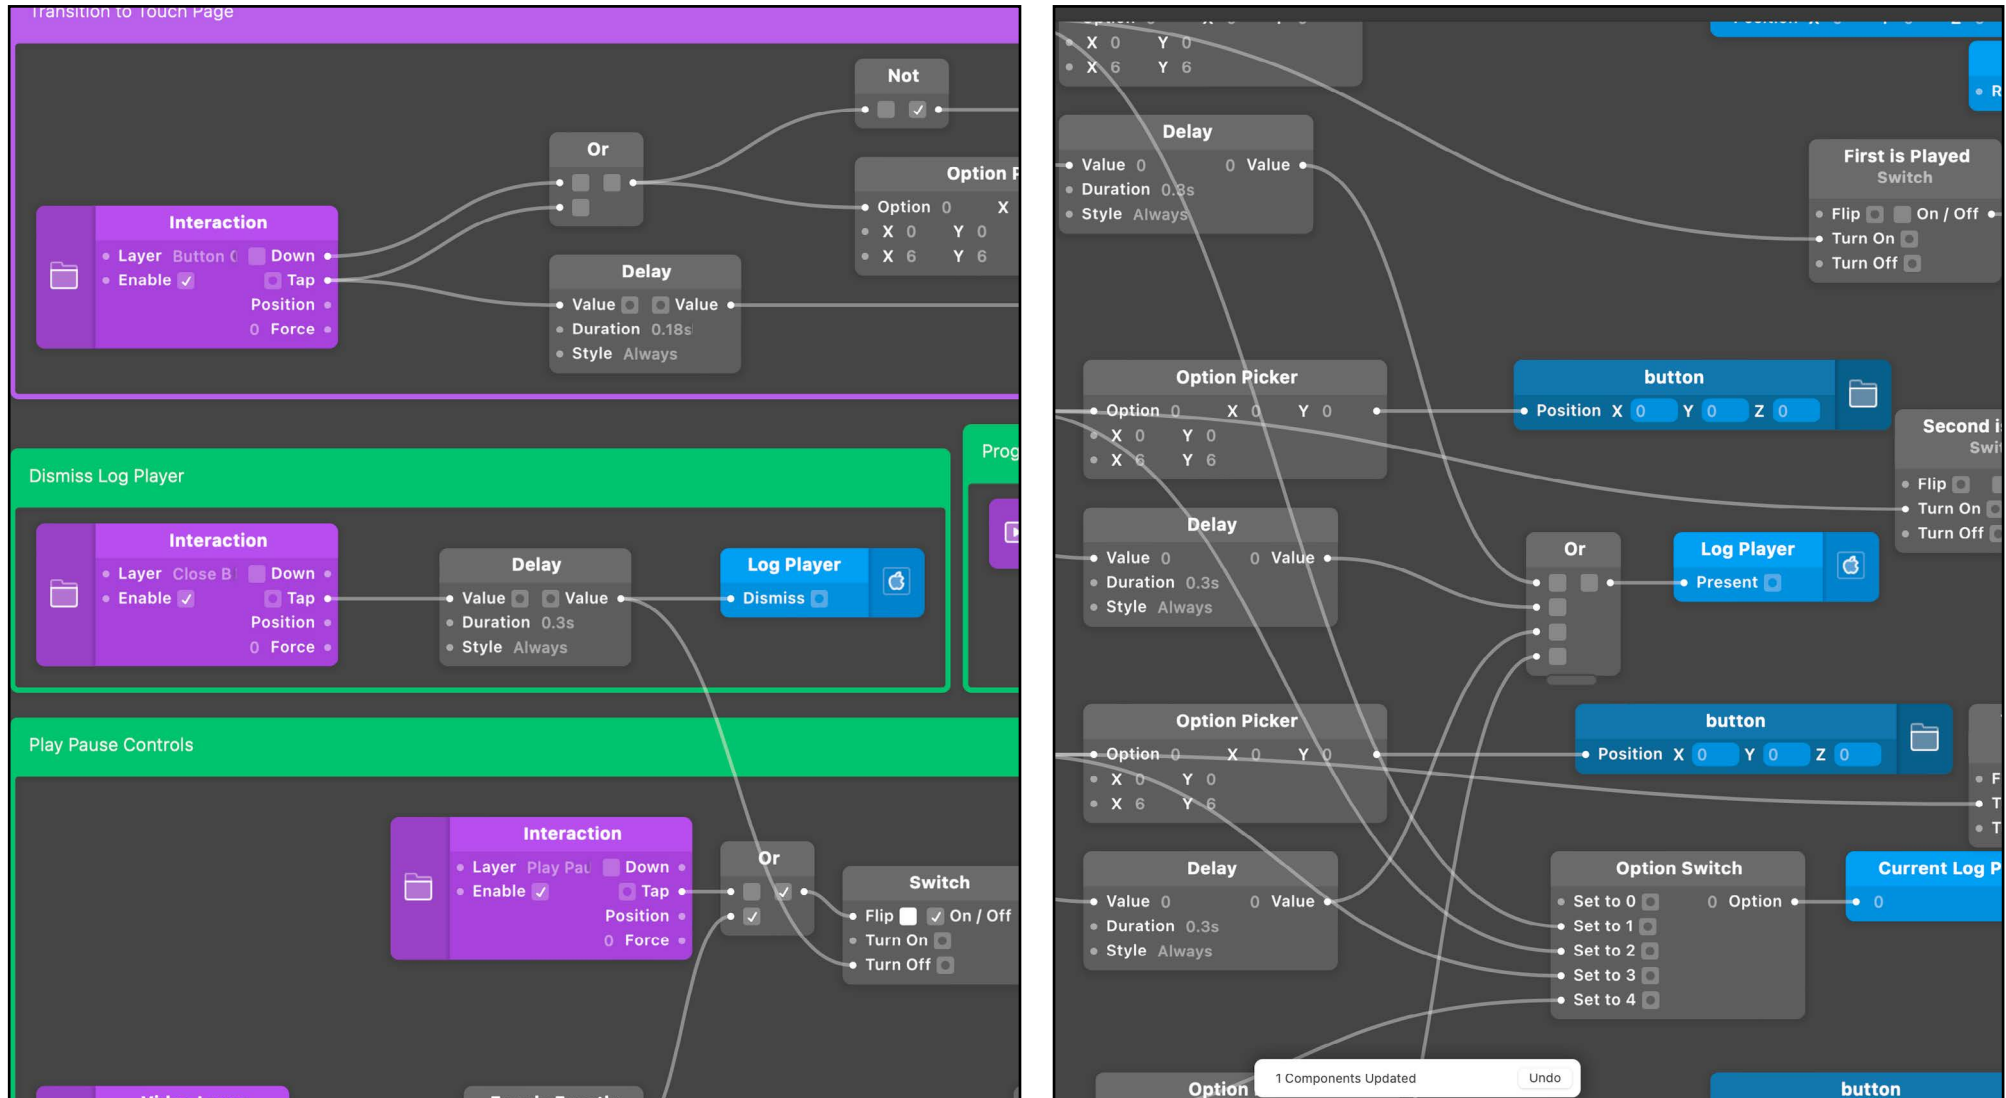 Transition to Touch Page
Not
Or
Option P
Option 0 X
X 0 Y 0
X 6 Y 6
Interaction
Layer Button Down
Enable Tap
Position
0 Force
Delay
Value Value
Duration 0.18s
Style Always
Dismiss Log Player
Prog
Interaction
Layer Close B Down
Enable Tap
Position
0 Force
Delay
Value Value
Duration 0.3s
Style Always
Log Player
Dismiss
Play Pause Controls
Interaction
Layer Play Pau Down
Enable Tap
Position
0 Force
Or
Switch
Flip On / Off
Turn On
Turn Off
X 0 Y 0
X 6 Y 6
R
Delay
Value 0 0 Value
Duration 0.3s
Style Always
First is Played
Switch
Flip On / Off
Turn On
Turn Off
Option Picker
Option 0 X 0 Y 0
X 0 Y 0
X 6 Y 6
button
Position X 0 Y 0 Z 0
Second i
Swit
Flip
Turn On
Turn Off
Delay
Value 0 0 Value
Duration 0.3s
Style Always
Or
Log Player
Present
Option Picker
Option 0 X 0 Y 0
X 0 Y 0
X 6 Y 6
button
Position X 0 Y 0 Z 0
F
T
T
Delay
Value 0 0 Value
Duration 0.3s
Style Always
Option Switch
Set to 0 0 Option
Set to 1
Set to 2
Set to 3
Set to 4
Current Log P
0
Option
1 Components Updated Undo
button